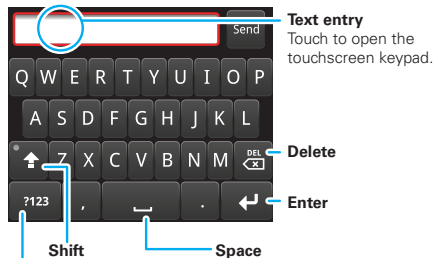 Text entry
Touch to open the
touchscreen keypad.
Send
Q W E R T Y U I O P
A S D F G H J K L
Z X C V B N M DEL
Delete
?123 , .
Enter
Shift
Space